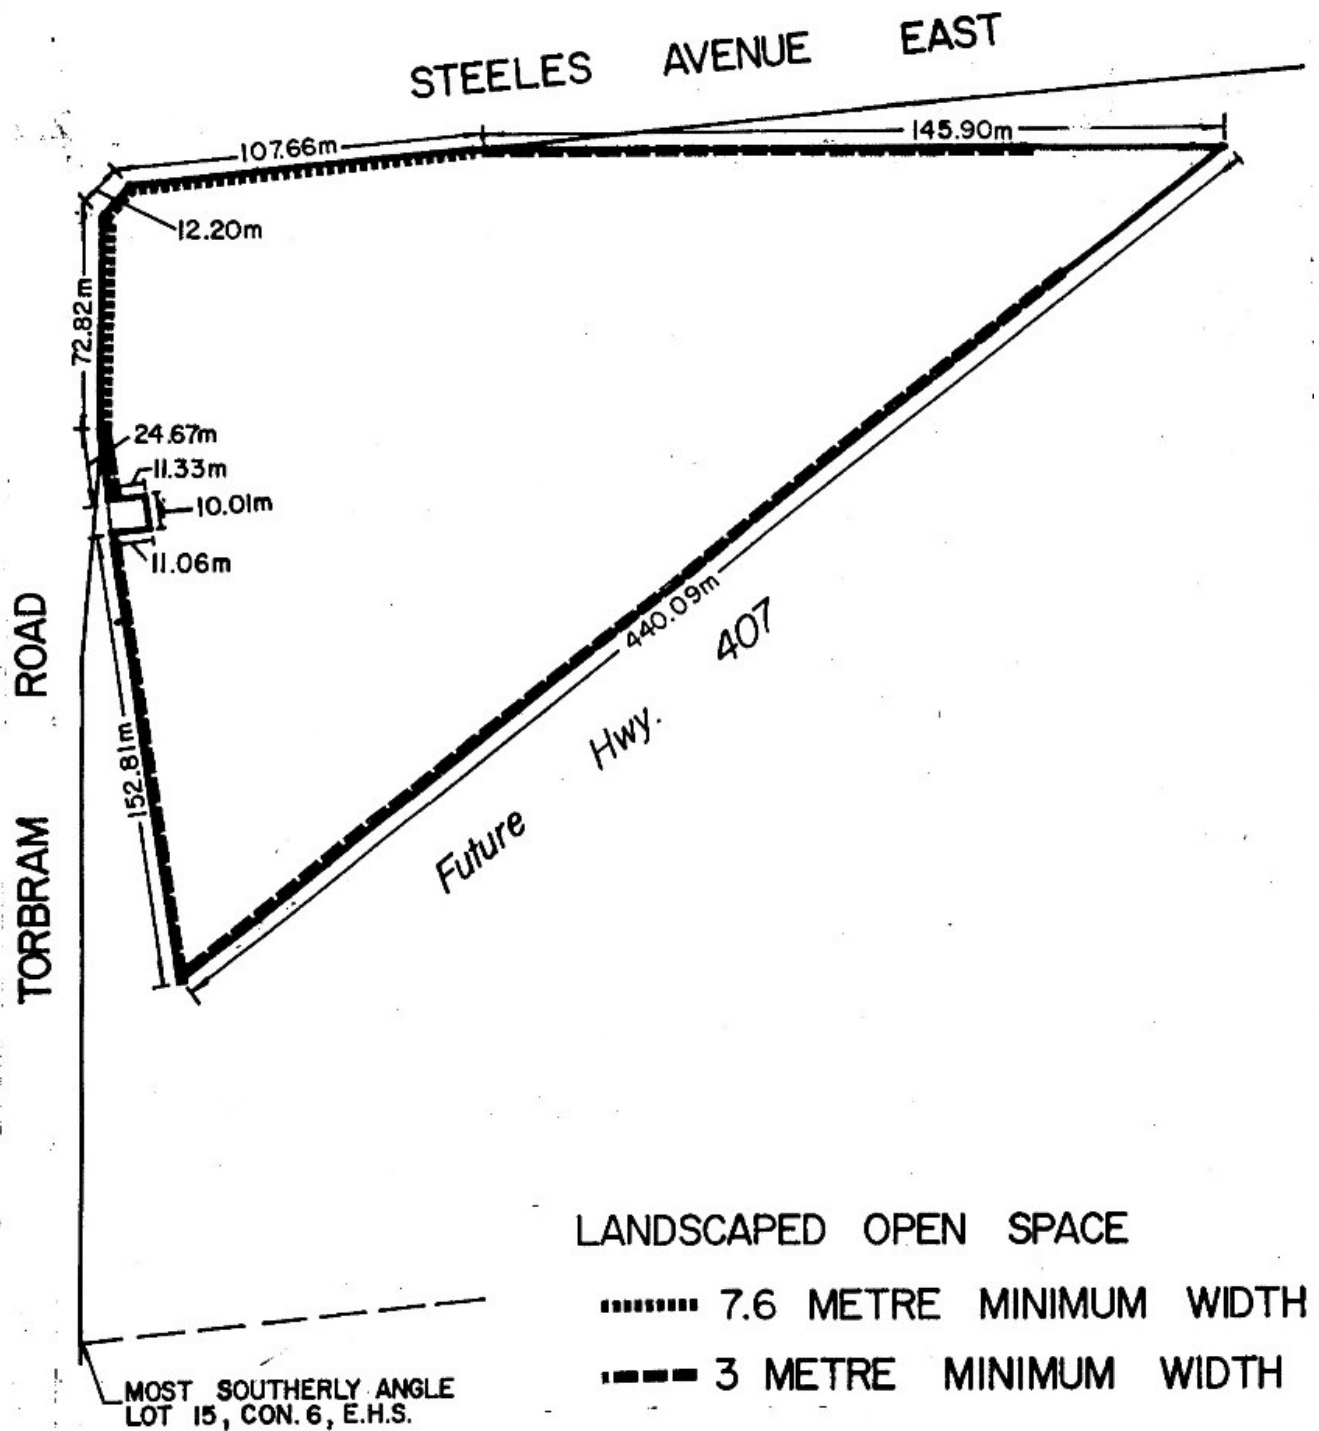 STEELES AVENUE EAST
145.90m
107.66m
12.20m
72.82m
24.67m
11.33m
10.01m
11.06m
440.09m
152.81m
TORBRAM ROAD
Future Hwy. 407
LANDSCAPED OPEN SPACE
7.6 METRE MINIMUM WIDTH
3 METRE MINIMUM WIDTH
MOST SOUTHERLY ANGLE
LOT 15, CON. 6, E.H.S.